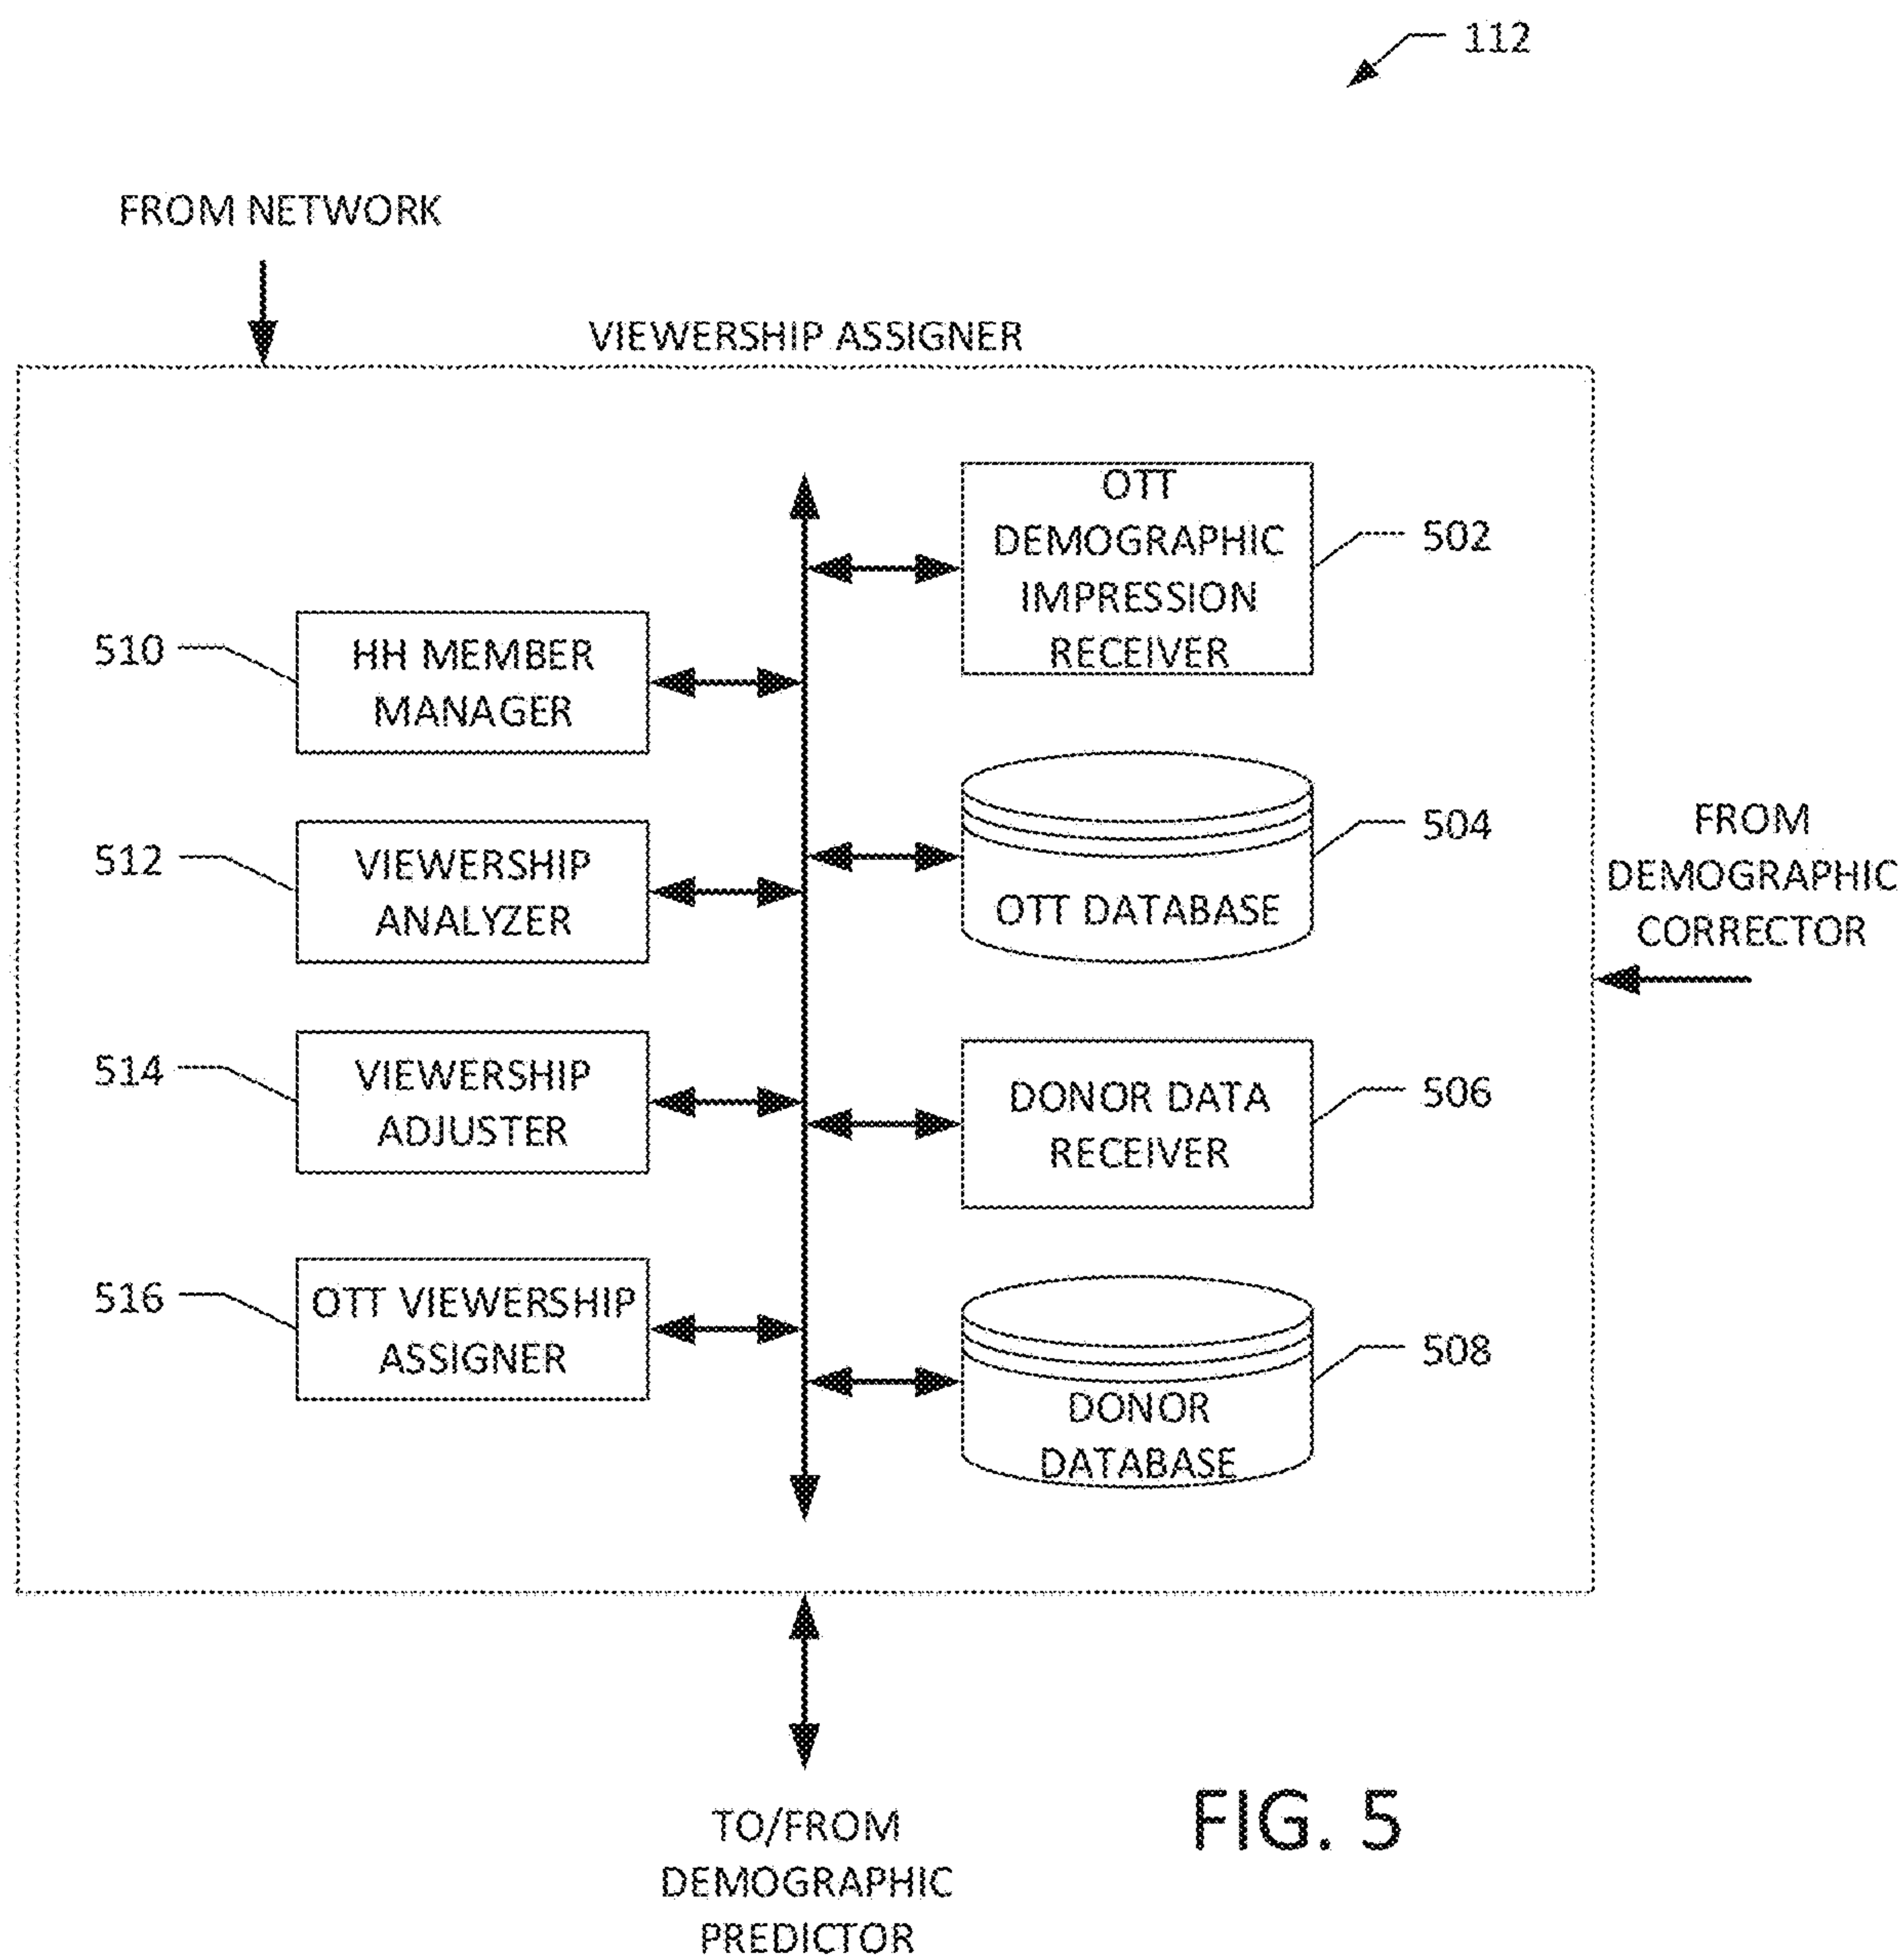 112
FROM NETWORK
VIEWERSHIP ASSIGNER
OTT
DEMOGRAPHIC
IMPRESSION
RECEIVER
502
510
HH MEMBER
MANAGER
504
OTT DATABASE
512
VIEWERSHIP
ANALYZER
FROM
DEMOGRAPHIC
CORRECTOR
514
VIEWERSHIP
ADJUSTER
DONOR DATA
RECEIVER
506
516
OTT VIEWERSHIP
ASSIGNER
508
DONOR
DATABASE
TO/FROM
DEMOGRAPHIC
PREDICTOR
FIG. 5